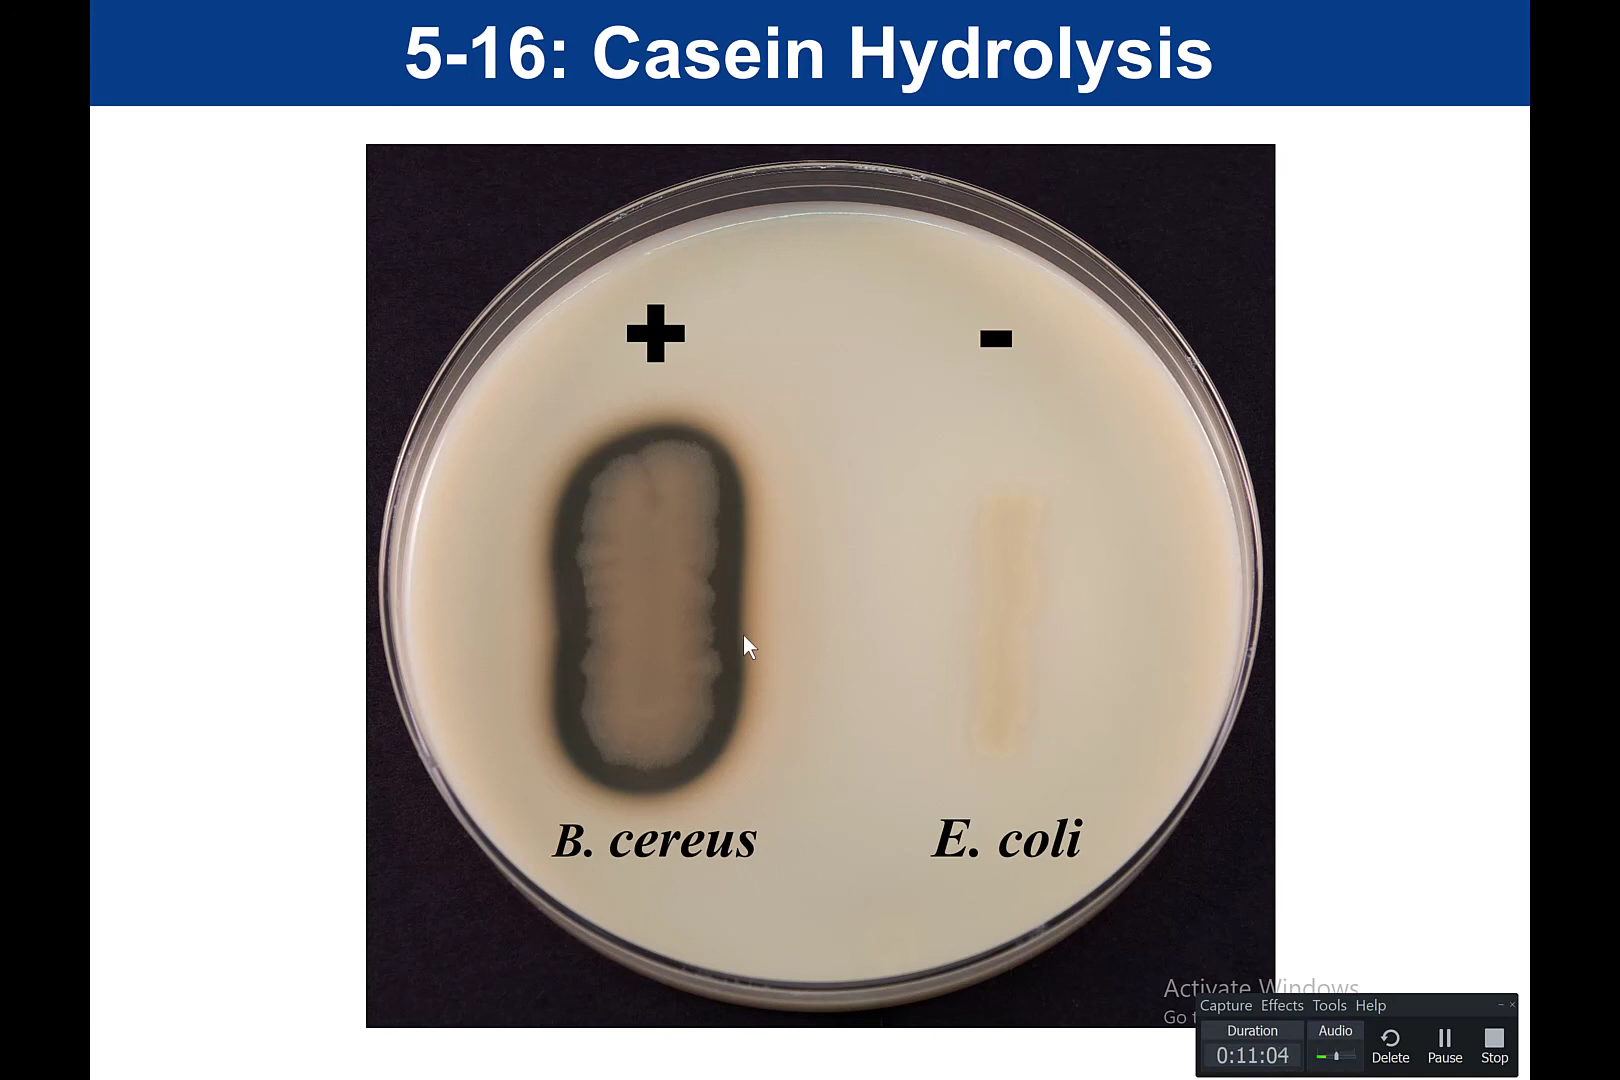 5-16: Casein Hydrolysis
+ -
B. cereus E. coli
Activate Windows
Go t
Capture Effects Tools Help
Duration Audio
0:11:04
Delete Pause Stop